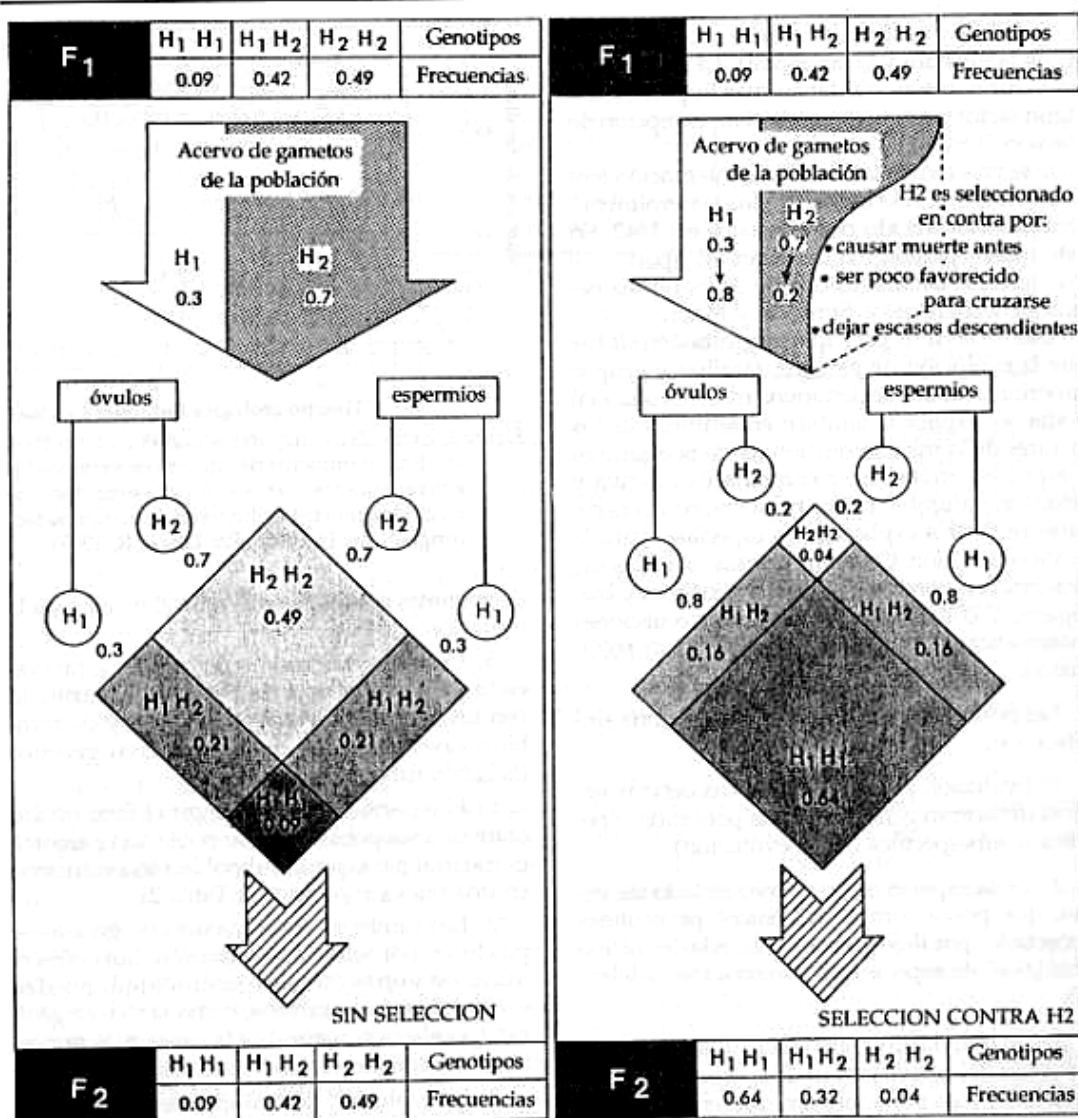 F1
H1 H1 H1 H2 H2 H2 Genotipos
0.09 0.42 0.49 Frecuencias
Acervo de gametos
de la población
H1 H2
0.3 0.7
óvulos espermios
H2 H2
0.7 0.7
H1 H1
0.3 0.3
H2 H2
0.49
H1 H2 H1 H2
0.21 0.21
H1 H1
0.09
SIN SELECCION
F2
H1 H1 H1 H2 H2 H2 Genotipos
0.09 0.42 0.49 Frecuencias
F1
H1 H1 H1 H2 H2 H2 Genotipos
0.09 0.42 0.49 Frecuencias
Acervo de gametos
de la población
H1 H2
0.3 0.7
0.8 0.2
H2 es seleccionado
en contra por:
• causar muerte antes
• ser poco favorecido
para cruzarse
• dejar escasos descendientes
óvulos espermios
H2 H2
0.2 0.2
H1 H1
0.8 0.8
H2 H2
0.04
H1 H2 H1 H2
0.16 0.16
H1 H1
0.64
SELECCION CONTRA H2
F2
H1 H1 H1 H2 H2 H2 Genotipos
0.64 0.32 0.04 Frecuencias